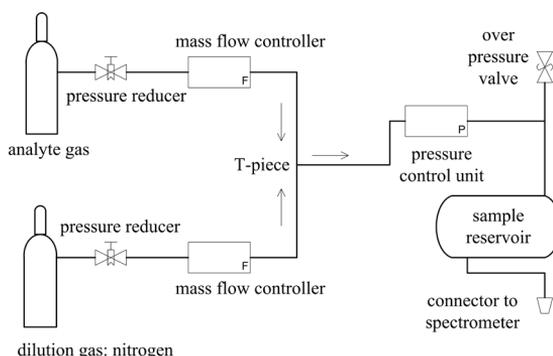 mass flow controller
F
pressure reducer
analyte gas
over
pressure
valve
P
pressure
control unit
T-piece
pressure reducer
F
mass flow controller
dilution gas: nitrogen
sample
reservoir
connector to
spectrometer